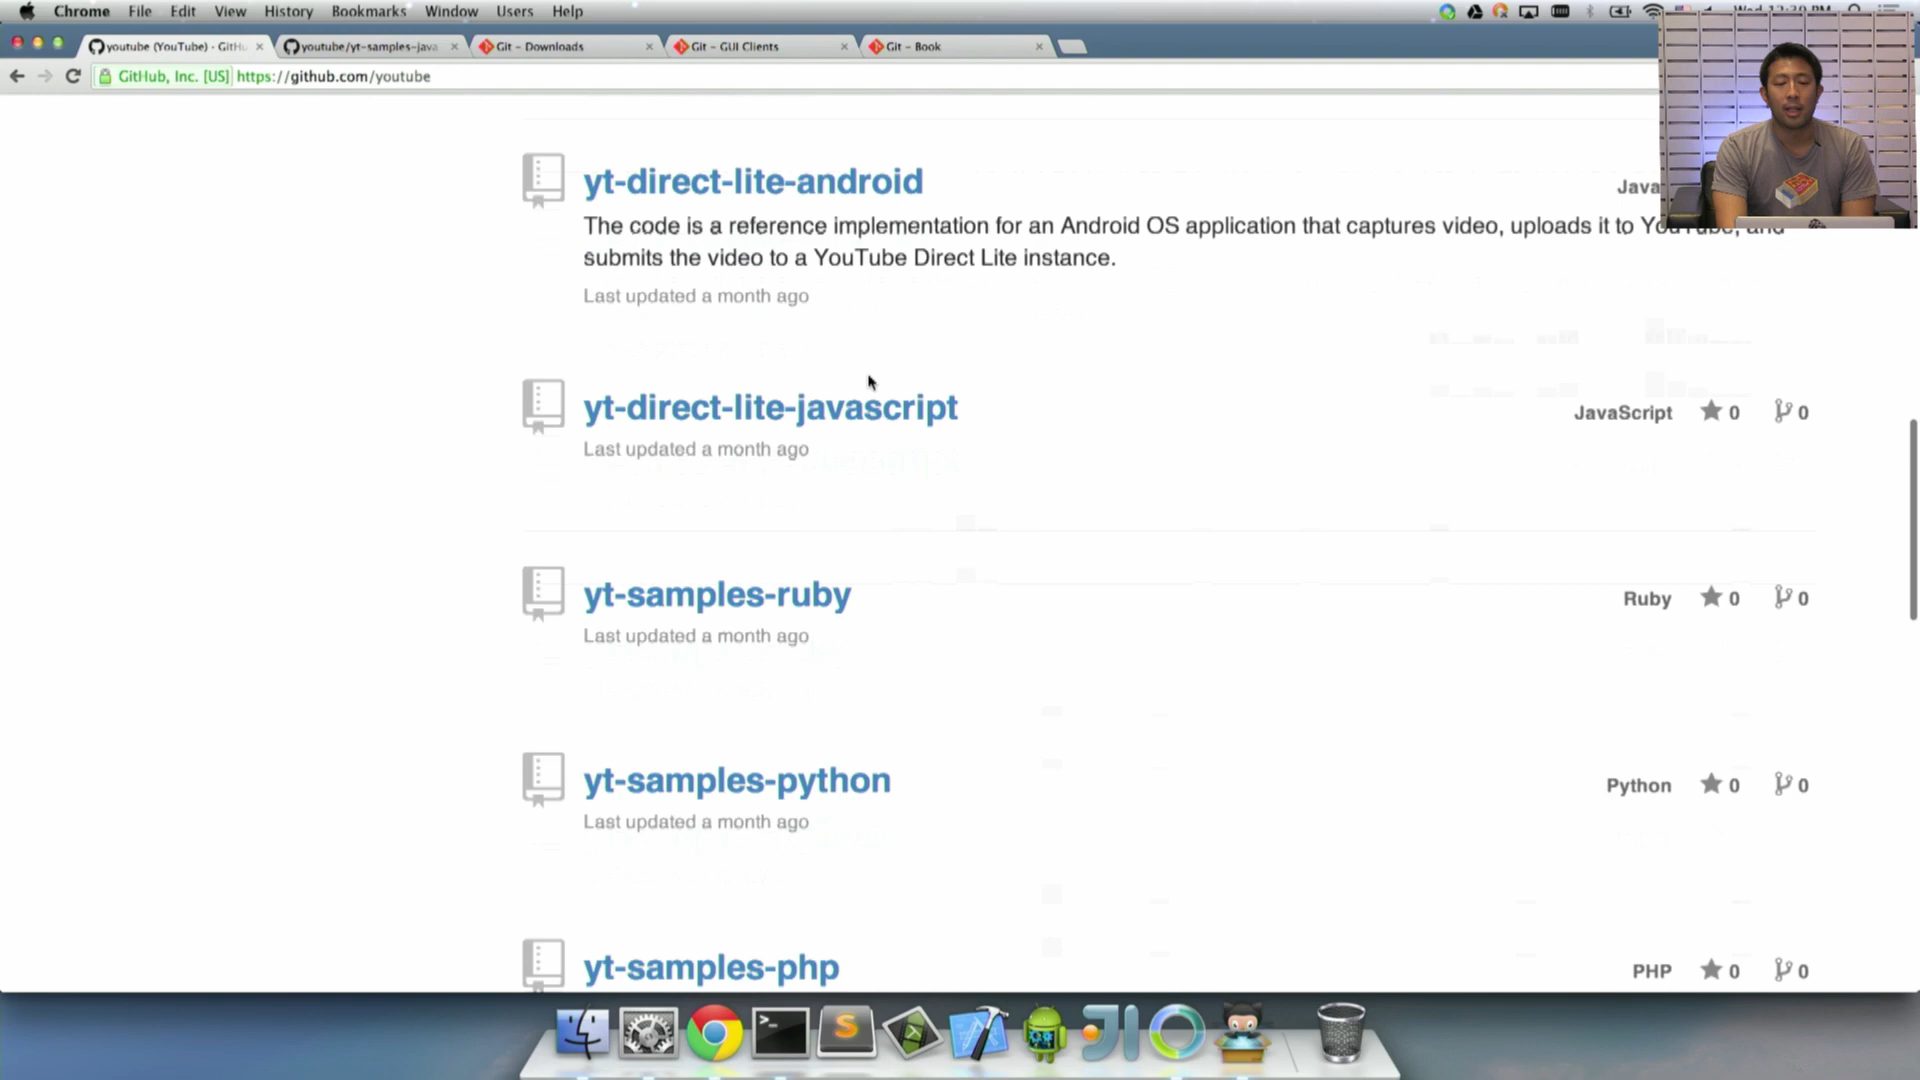 Chrome File Edit View History Bookmarks Window Users Help
youtube (YouTube) · GitHu
youtube/yt-samples-java
Git - Downloads
Git - GUI Clients
Git - Book
GitHub, Inc. [US] https://github.com/youtube
yt-direct-lite-android
Java
The code is a reference implementation for an Android OS application that captures video, uploads it to YouTube, and
submits the video to a YouTube Direct Lite instance.
Last updated a month ago
yt-direct-lite-javascript
JavaScript 0 0
Last updated a month ago
yt-samples-ruby
Ruby 0 0
Last updated a month ago
yt-samples-python
Python 0 0
Last updated a month ago
yt-samples-php
PHP 0 0